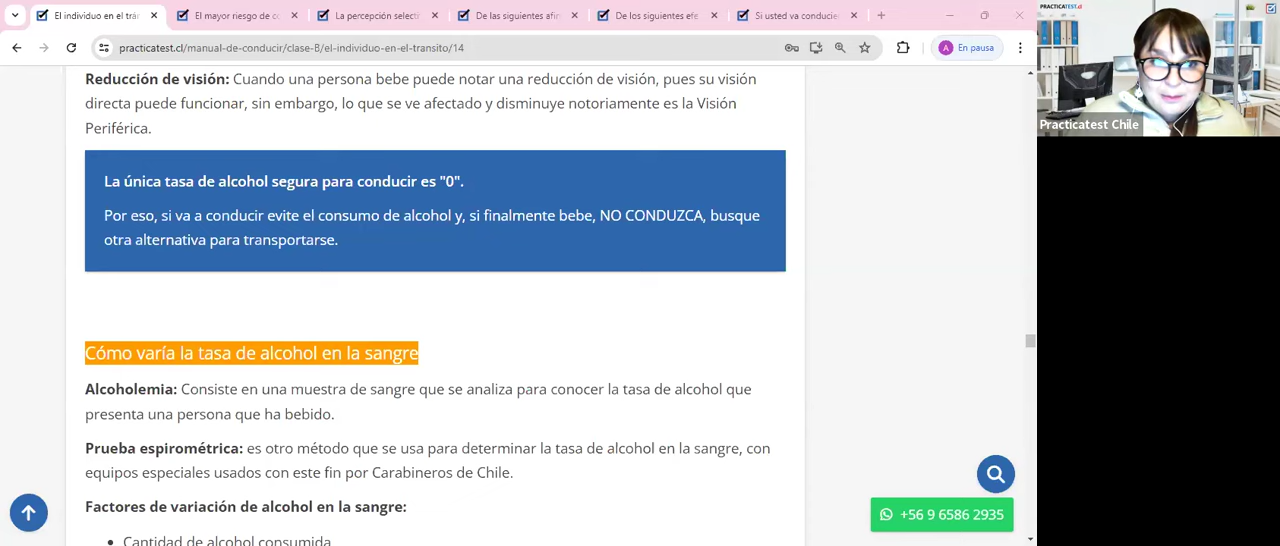 El individuo en el trán
El mayor riesgo de co
La percepción selecti
De las siguientes afir
De los siguientes efe
Si usted va conducie
practicatest.cl/manual-de-conducir/clase-B/el-individuo-en-el-transito/14
A En pausa
PRACTICATEST.cl
Practicatest Chile
Reducción de visión: Cuando una persona bebe puede notar una reducción de visión, pues su visión
directa puede funcionar, sin embargo, lo que se ve afectado y disminuye notoriamente es la Visión
Periférica.
La única tasa de alcohol segura para conducir es "0".
Por eso, si va a conducir evite el consumo de alcohol y, si finalmente bebe, NO CONDUZCA, busque
otra alternativa para transportarse.
Cómo varía la tasa de alcohol en la sangre
Alcoholemia: Consiste en una muestra de sangre que se analiza para conocer la tasa de alcohol que
presenta una persona que ha bebido.
Prueba espirométrica: es otro método que se usa para determinar la tasa de alcohol en la sangre, con
equipos especiales usados con este fin por Carabineros de Chile.
Factores de variación de alcohol en la sangre:
• Cantidad de alcohol consumida
+56 9 6586 2935